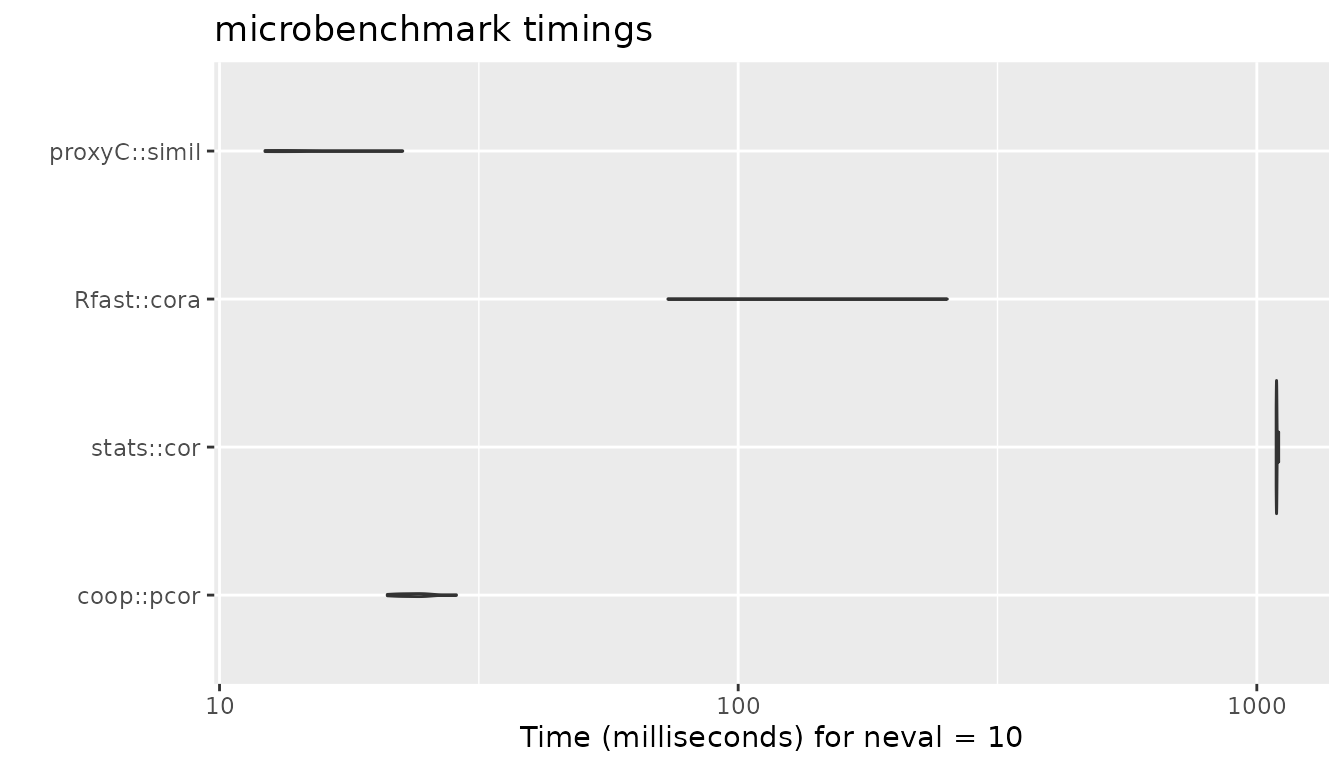 microbenchmark timings
proxyC::simil
Rfast::cora
stats::cor
coop::pcor
10 100 1000
Time (milliseconds) for neval = 10